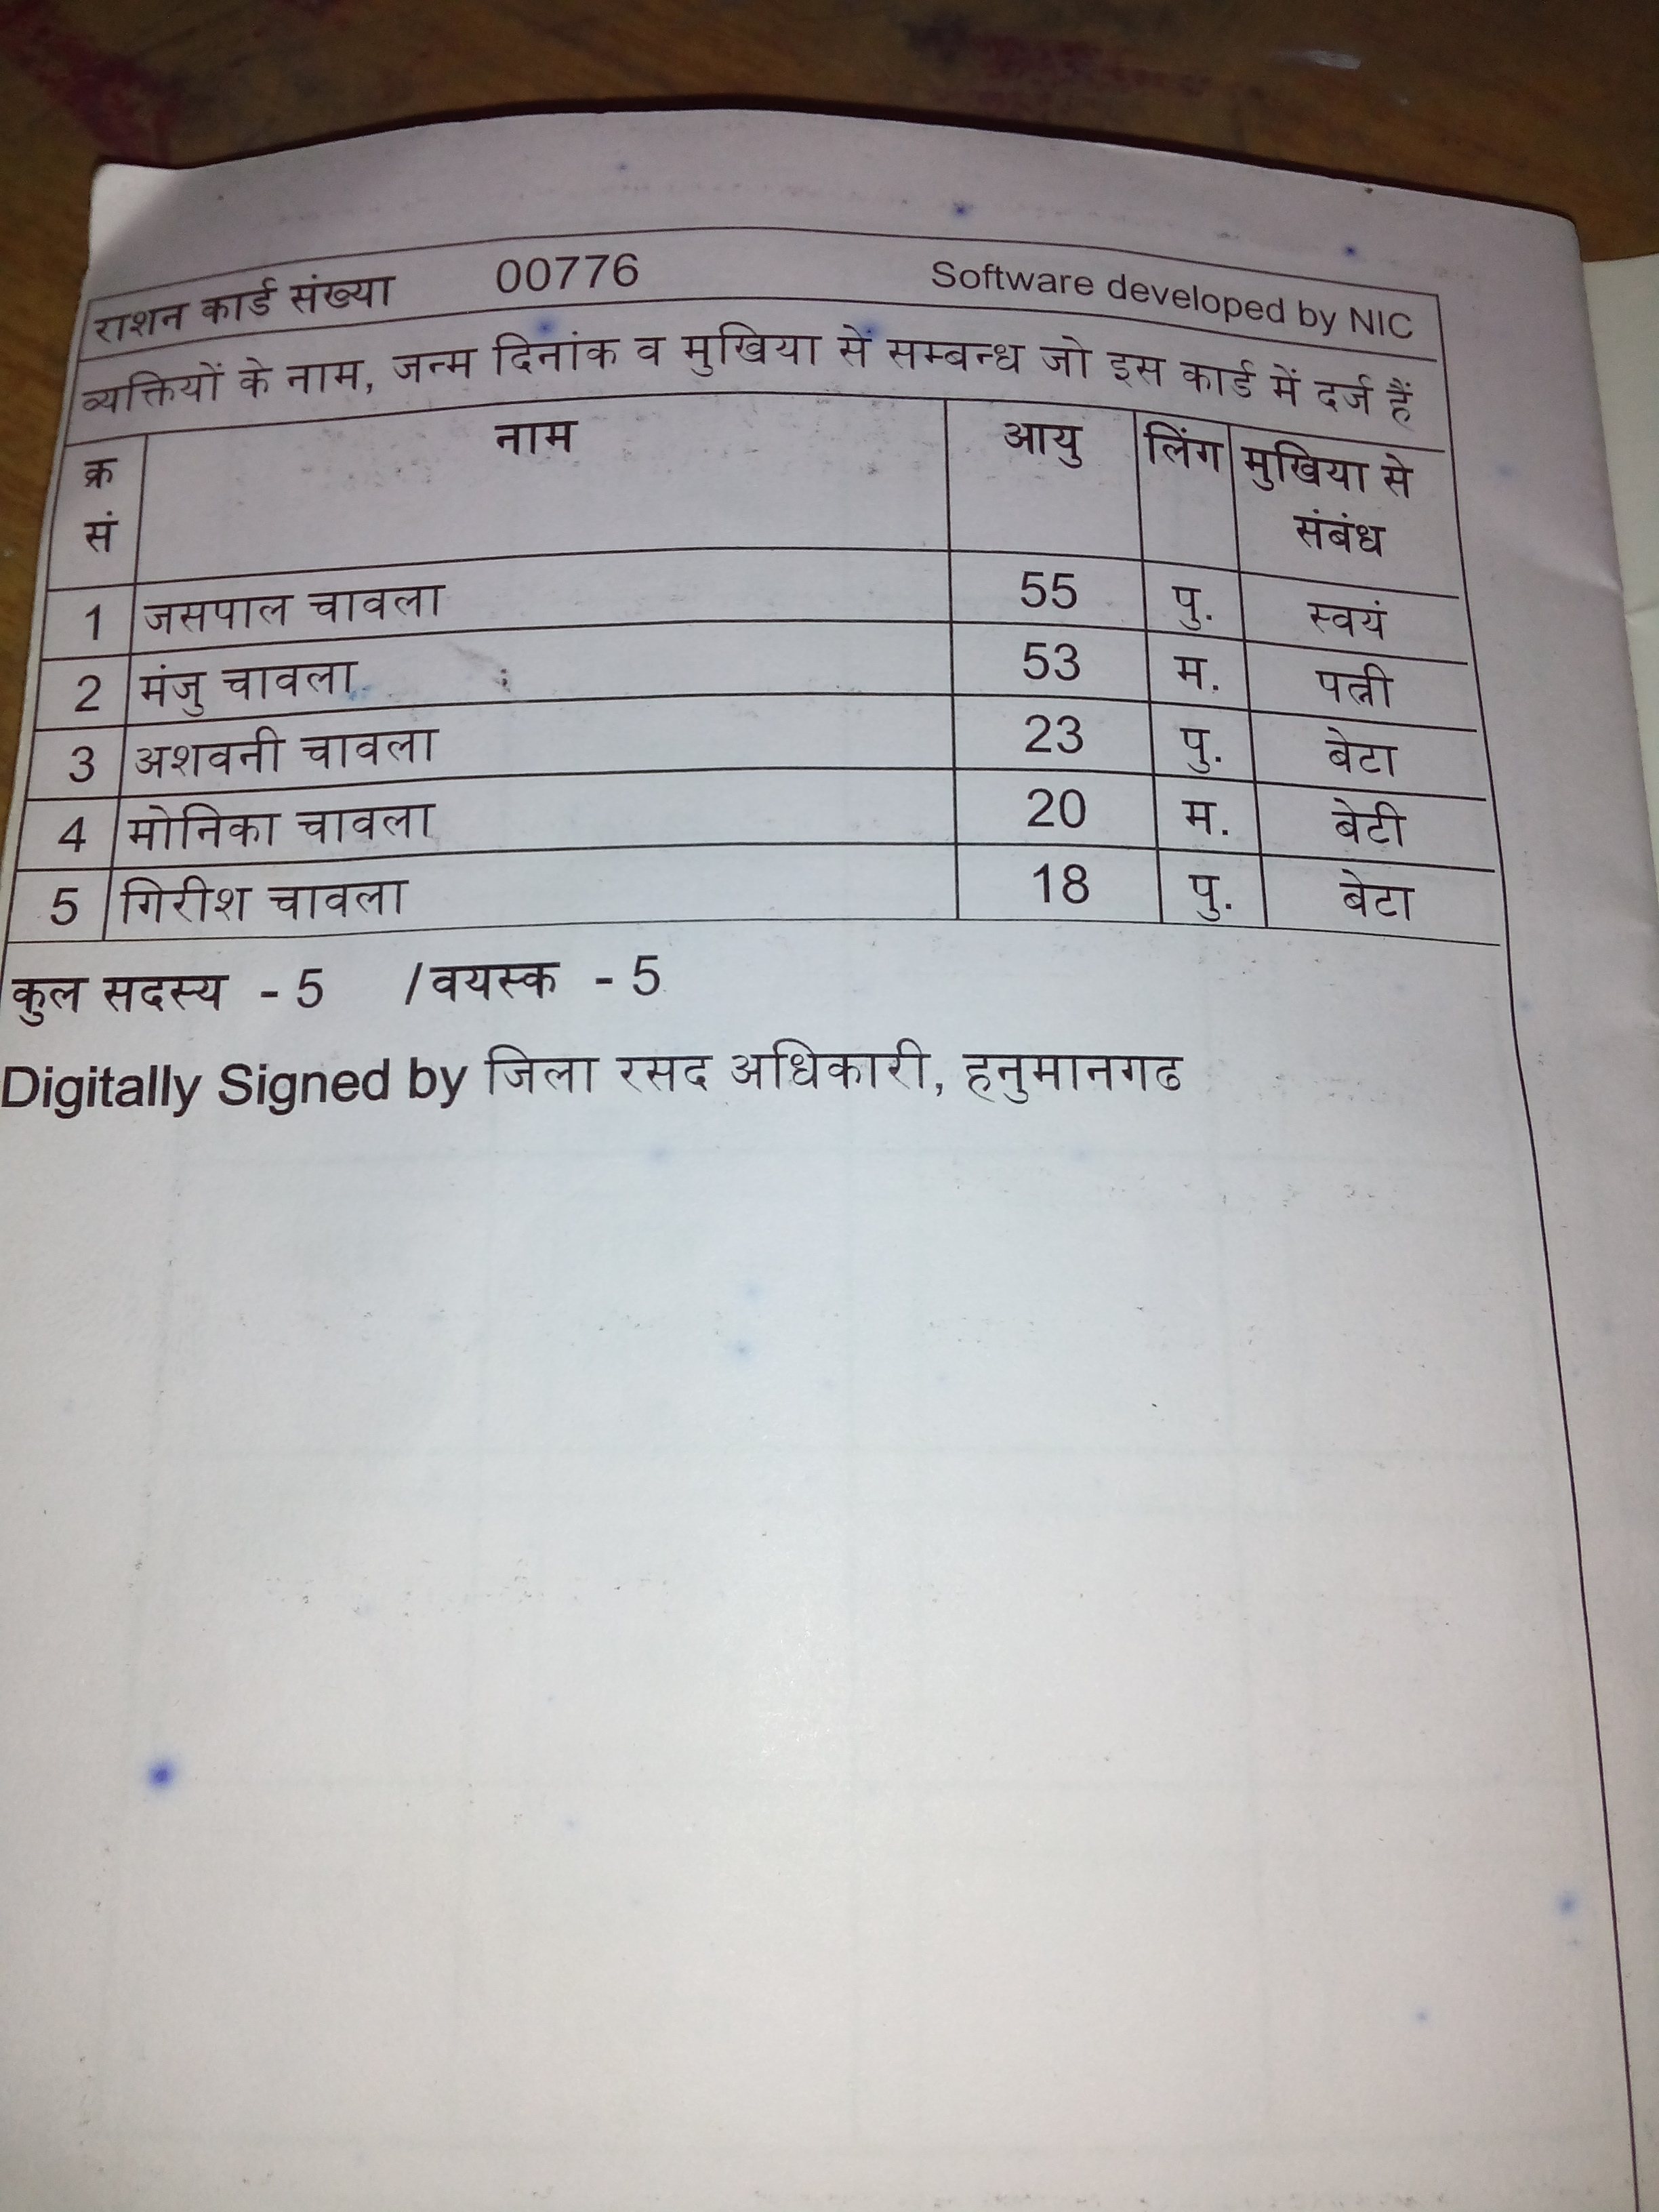 राशन कार्ड संख्या 00776 Software developed by NIC
व्यक्तियों के नाम, जन्म दिनांक व मुखिया से सम्बन्ध जो इस कार्ड में दर्ज हैं
क्र सं नाम आयु लिंग मुखिया से संबंध
1 जसपाल चावला 55 पु. स्वयं
2 मंजु चावला 53 म. पत्नी
3 अशवनी चावला 23 पु. बेटा
4 मोनिका चावला 20 म. बेटी
5 गिरीश चावला 18 पु. बेटा
कुल सदस्य - 5 / वयस्क - 5
Digitally Signed by जिला रसद अधिकारी, हनुमानगढ